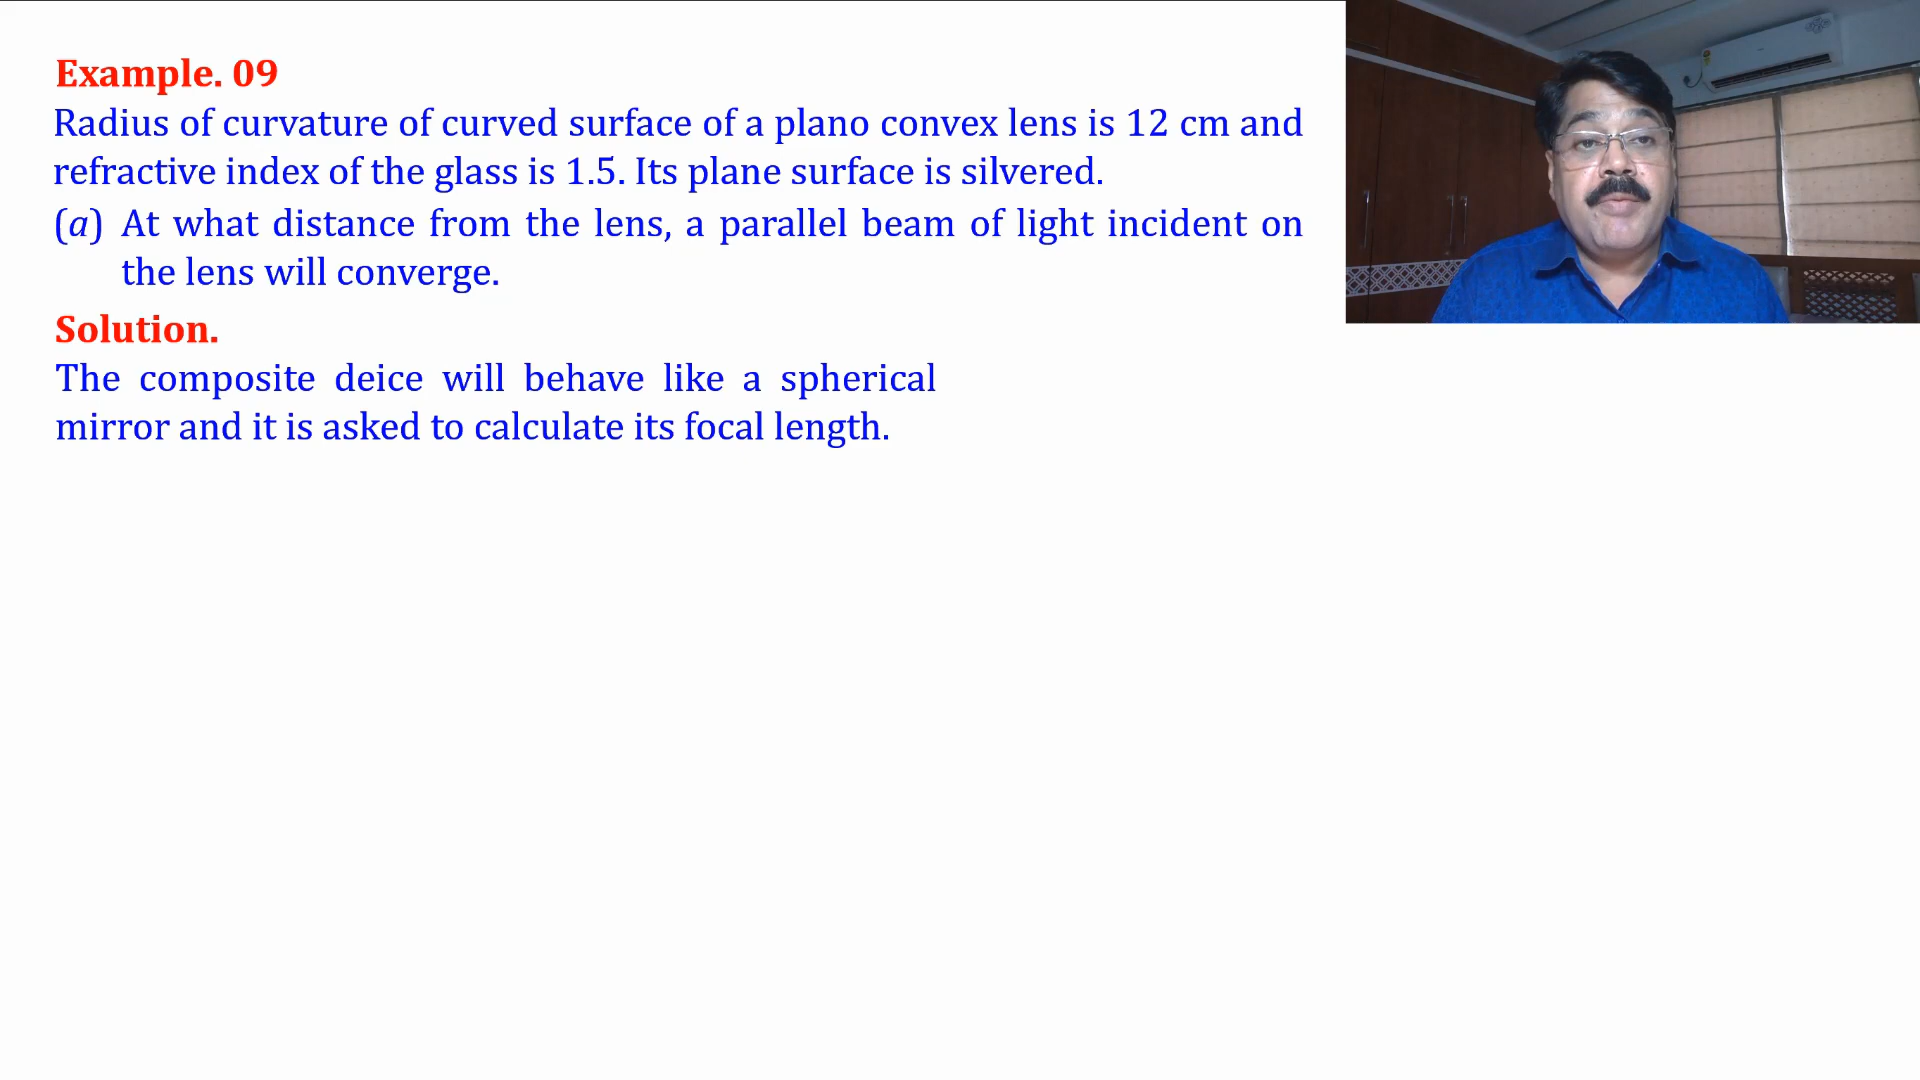 Example. 09
Radius of curvature of curved surface of a plano convex lens is 12 cm and
refractive index of the glass is 1.5. Its plane surface is silvered.
(a) At what distance from the lens, a parallel beam of light incident on
the lens will converge.
Solution.
The composite deice will behave like a spherical
mirror and it is asked to calculate its focal length.